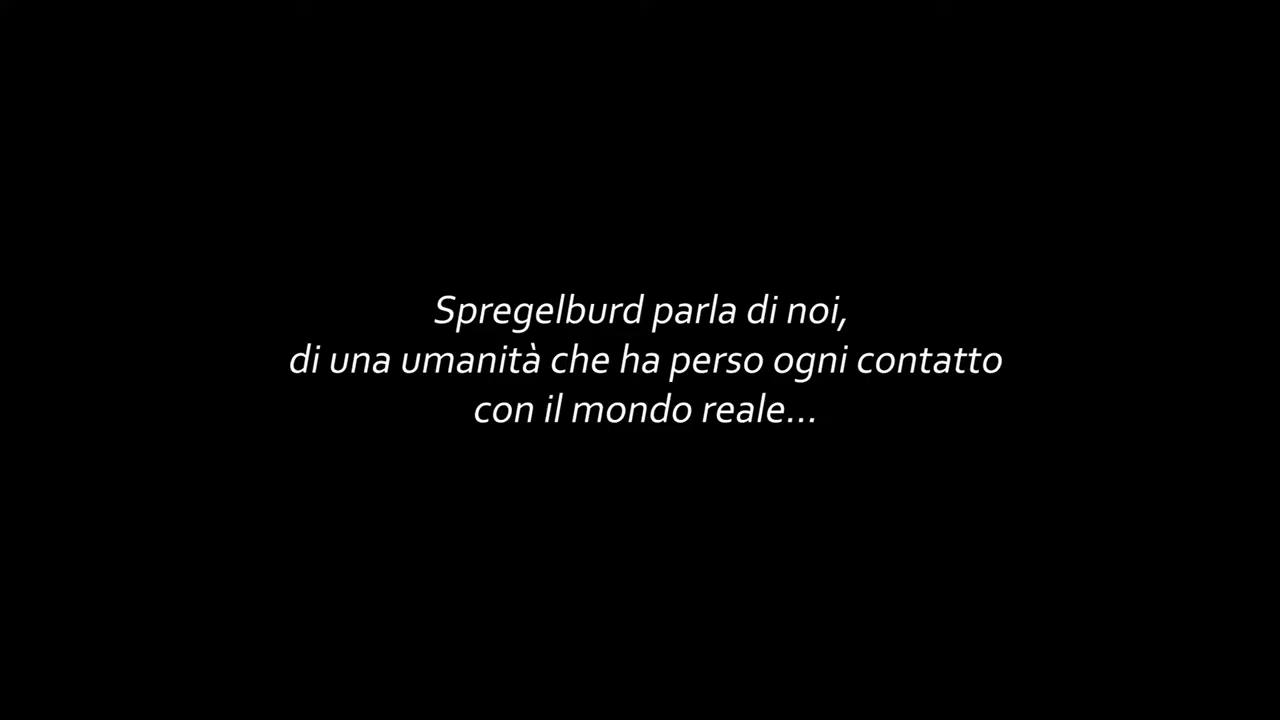 Spregelburd parla di noi,
di una umanità che ha perso ogni contatto
con il mondo reale...